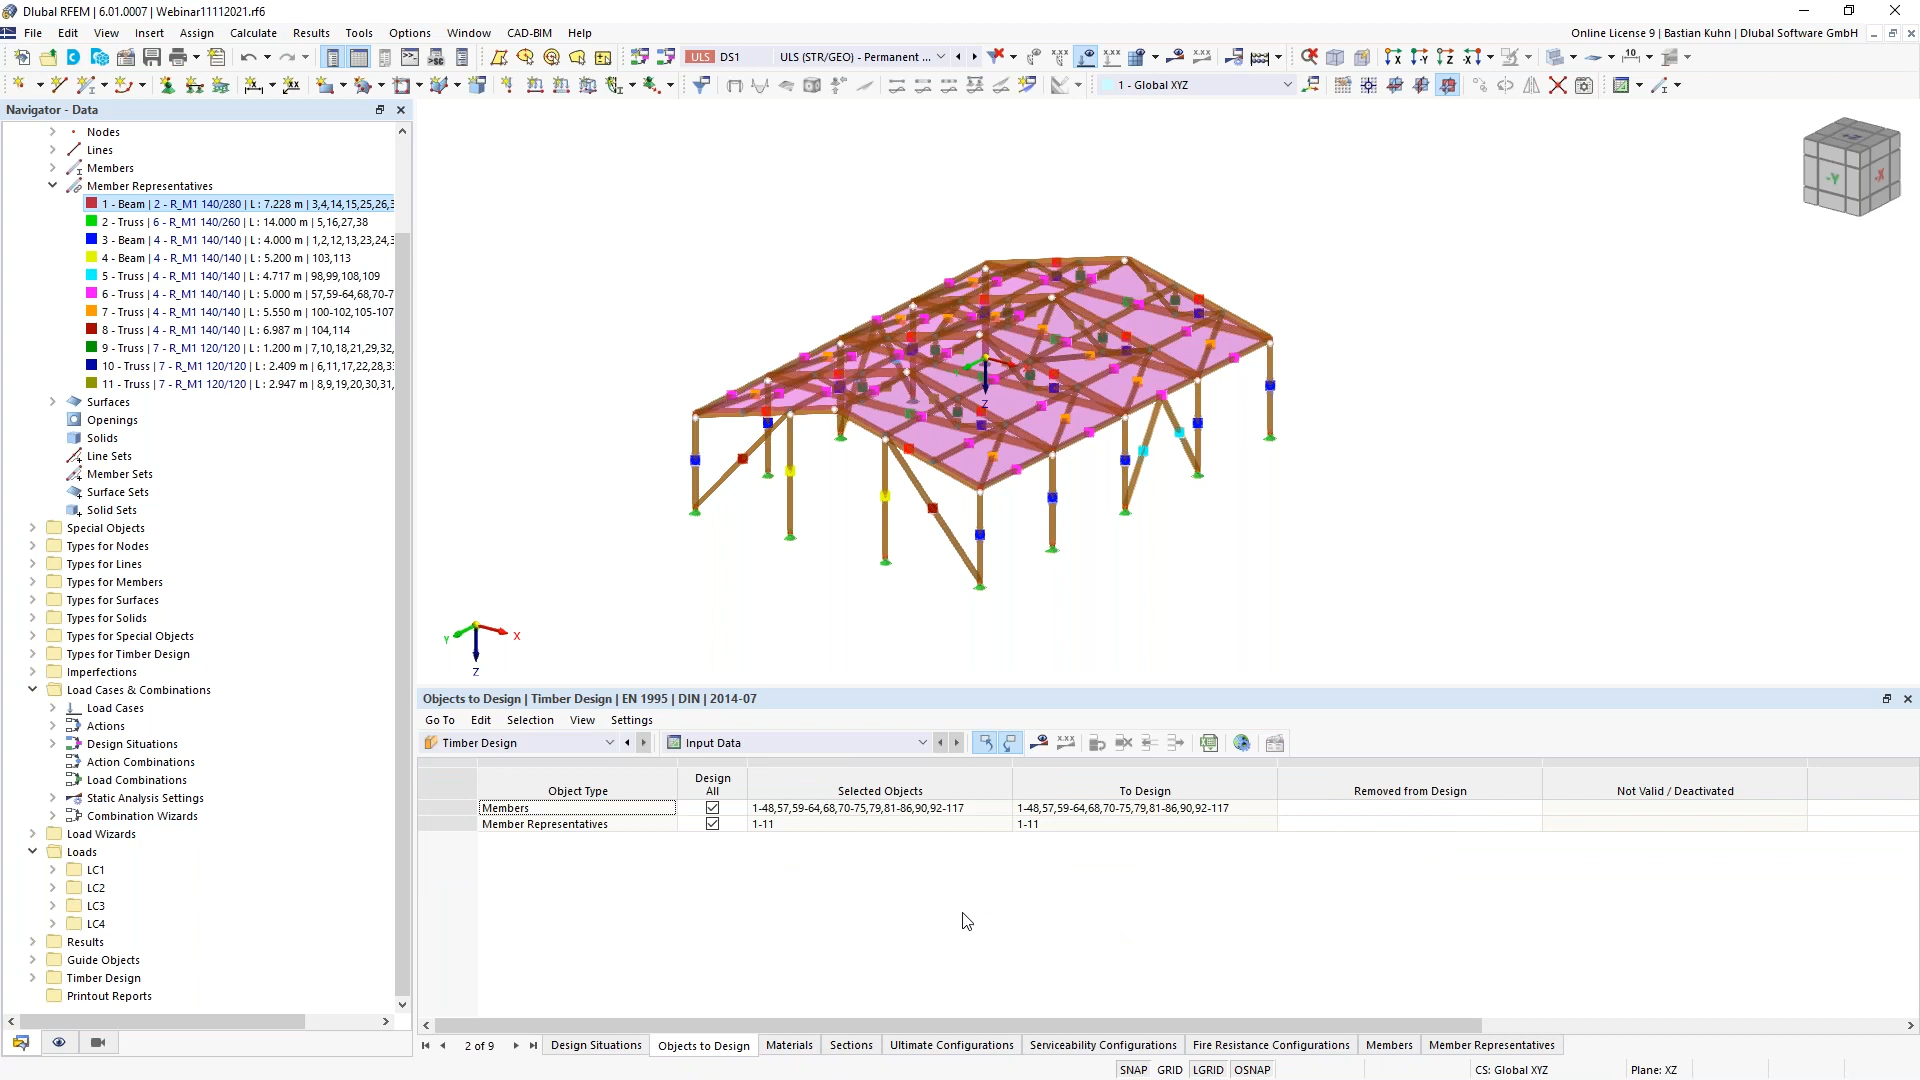 Dlubal RFEM | 6.01.0007 | Webinar11112021.rf6
File Edit View Insert Assign Calculate Results Tools Options Window CAD-BIM Help
Online License 9 | Bastian Kuhn | Dlubal Software GmbH
ULS DS1 ULS (STR/GEO) - Permanent ...
1 - Global XYZ
Navigator - Data
Nodes
Lines
Members
Member Representatives
1 - Beam | 2 - R_M1 140/280 | L : 7.228 m | 3,4,14,15,25,26,3
2 - Truss | 6 - R_M1 140/260 | L : 14.000 m | 5,16,27,38
3 - Beam | 4 - R_M1 140/140 | L : 4.000 m | 1,2,12,13,23,24,3
4 - Beam | 4 - R_M1 140/140 | L : 5.200 m | 103,113
5 - Truss | 4 - R_M1 140/140 | L : 4.717 m | 98,99,108,109
6 - Truss | 4 - R_M1 140/140 | L : 5.000 m | 57,59-64,68,70-7
7 - Truss | 4 - R_M1 140/140 | L : 5.550 m | 100-102,105-107
8 - Truss | 4 - R_M1 140/140 | L : 6.987 m | 104,114
9 - Truss | 7 - R_M1 120/120 | L : 1.200 m | 7,10,18,21,29,32,
10 - Truss | 7 - R_M1 120/120 | L : 2.409 m | 6,11,17,22,28,3
11 - Truss | 7 - R_M1 120/120 | L : 2.947 m | 8,9,19,20,30,31,
Surfaces
Openings
Solids
Line Sets
Member Sets
Surface Sets
Solid Sets
Special Objects
Types for Nodes
Types for Lines
Types for Members
Types for Surfaces
Types for Solids
Types for Special Objects
Types for Timber Design
Imperfections
Load Cases & Combinations
Load Cases
Actions
Design Situations
Action Combinations
Load Combinations
Static Analysis Settings
Combination Wizards
Load Wizards
Loads
LC1
LC2
LC3
LC4
Results
Guide Objects
Timber Design
Printout Reports
-Y -X
Z
Y X
Z
Objects to Design | Timber Design | EN 1995 | DIN | 2014-07
Go To Edit Selection View Settings
Timber Design Input Data
Object Type Design All Selected Objects To Design Removed from Design Not Valid / Deactivated
Members 1-48,57,59-64,68,70-75,79,81-86,90,92-117 1-48,57,59-64,68,70-75,79,81-86,90,92-117
Member Representatives 1-11 1-11
2 of 9 Design Situations Objects to Design Materials Sections Ultimate Configurations Serviceability Configurations Fire Resistance Configurations Members Member Representatives
SNAP GRID LGRID OSNAP CS: Global XYZ Plane: XZ